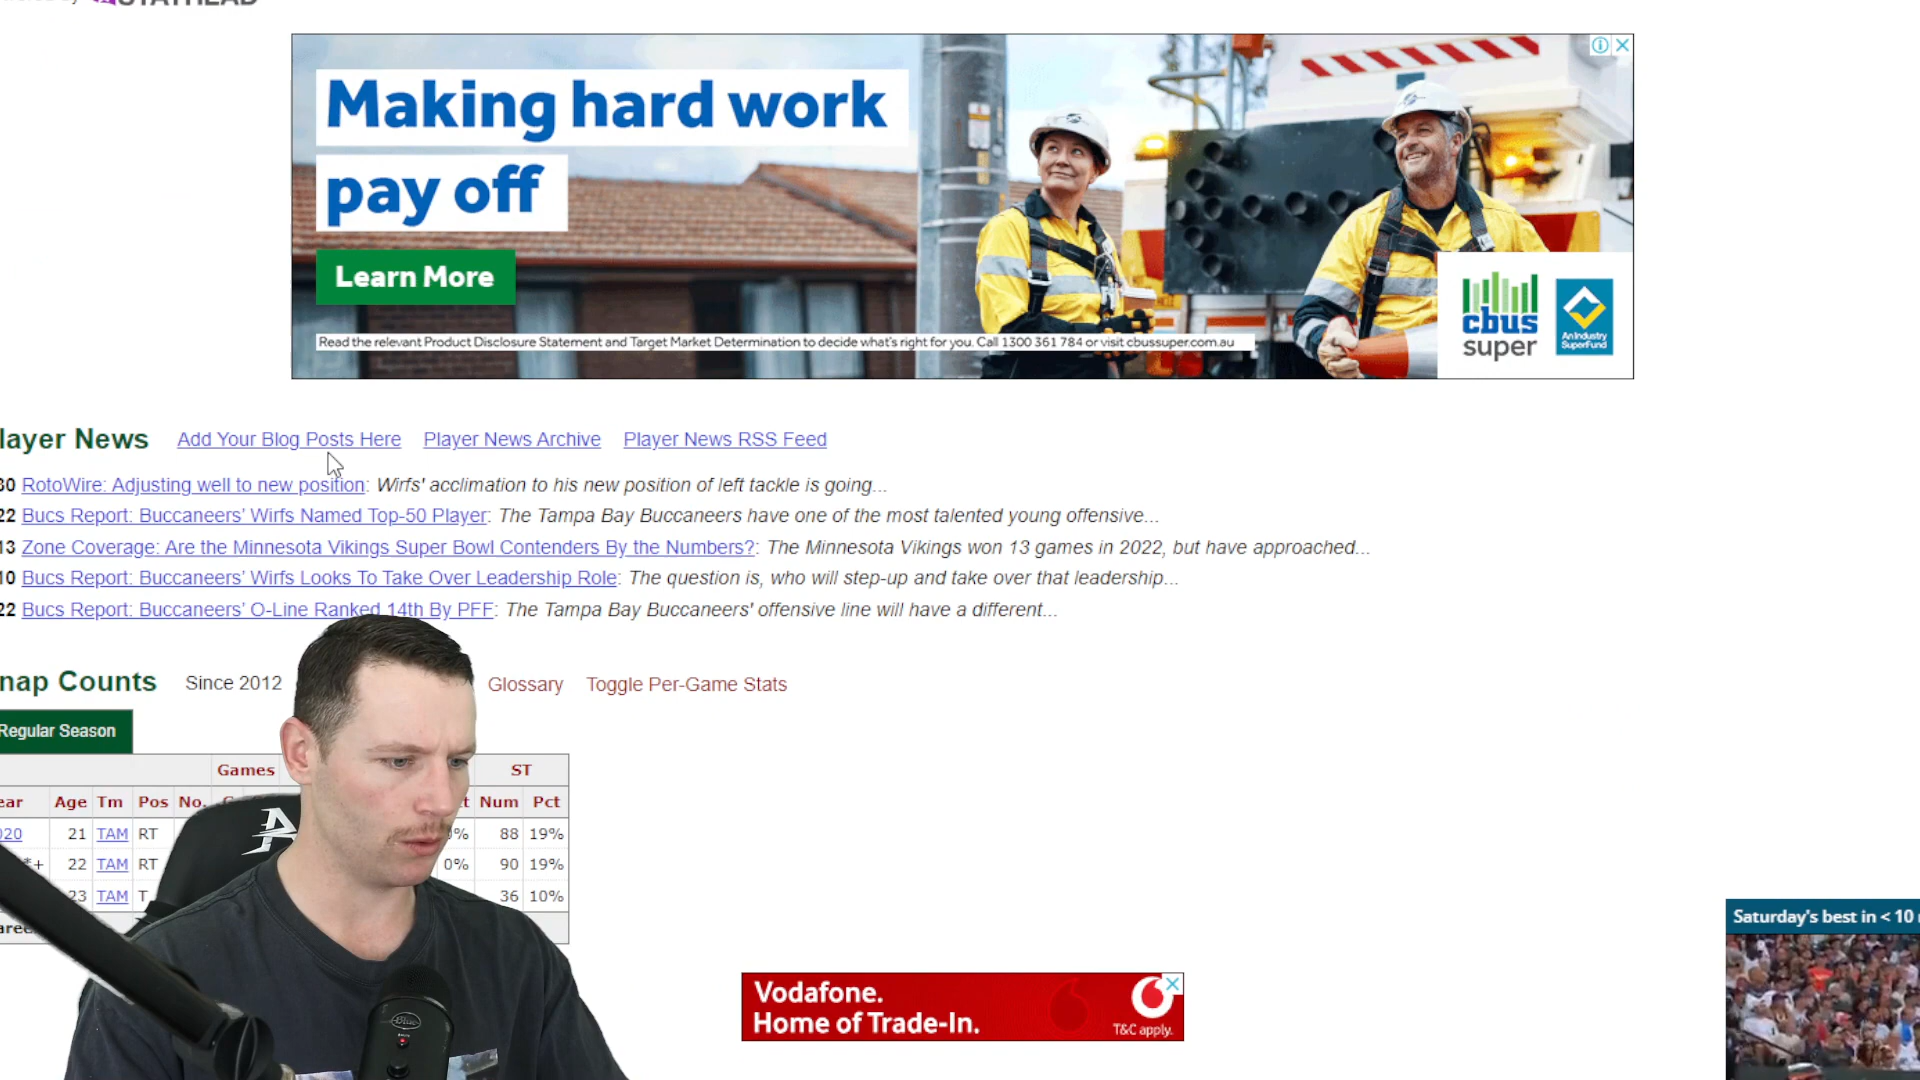 Making hard work
pay off
Learn More
Read the relevant Product Disclosure Statement and Target Market Determination to decide what's right for you. Call 1300 361 784 or visit cbussuper.com.au
cbus
super
An Industry
SuperFund
layer News Add Your Blog Posts Here Player News Archive Player News RSS Feed
30 RotoWire: Adjusting well to new position: Wirfs' acclimation to his new position of left tackle is going...
22 Bucs Report: Buccaneers' Wirfs Named Top-50 Player: The Tampa Bay Buccaneers have one of the most talented young offensive...
13 Zone Coverage: Are the Minnesota Vikings Super Bowl Contenders By the Numbers?: The Minnesota Vikings won 13 games in 2022, but have approached...
10 Bucs Report: Buccaneers' Wirfs Looks To Take Over Leadership Role: The question is, who will step-up and take over that leadership...
22 Bucs Report: Buccaneers' O-Line Ranked 14th By PFF: The Tampa Bay Buccaneers' offensive line will have a different...
nap Counts Since 2012 Glossary Toggle Per-Game Stats
Regular Season
Games ST
ear Age Tm Pos No. Num Pct
020 21 TAM RT 88 19%
*+ 22 TAM RT 0% 90 19%
23 TAM T 36 10%
Blue
Vodafone.
Home of Trade-In.
T&C apply.
Saturday's best in < 10